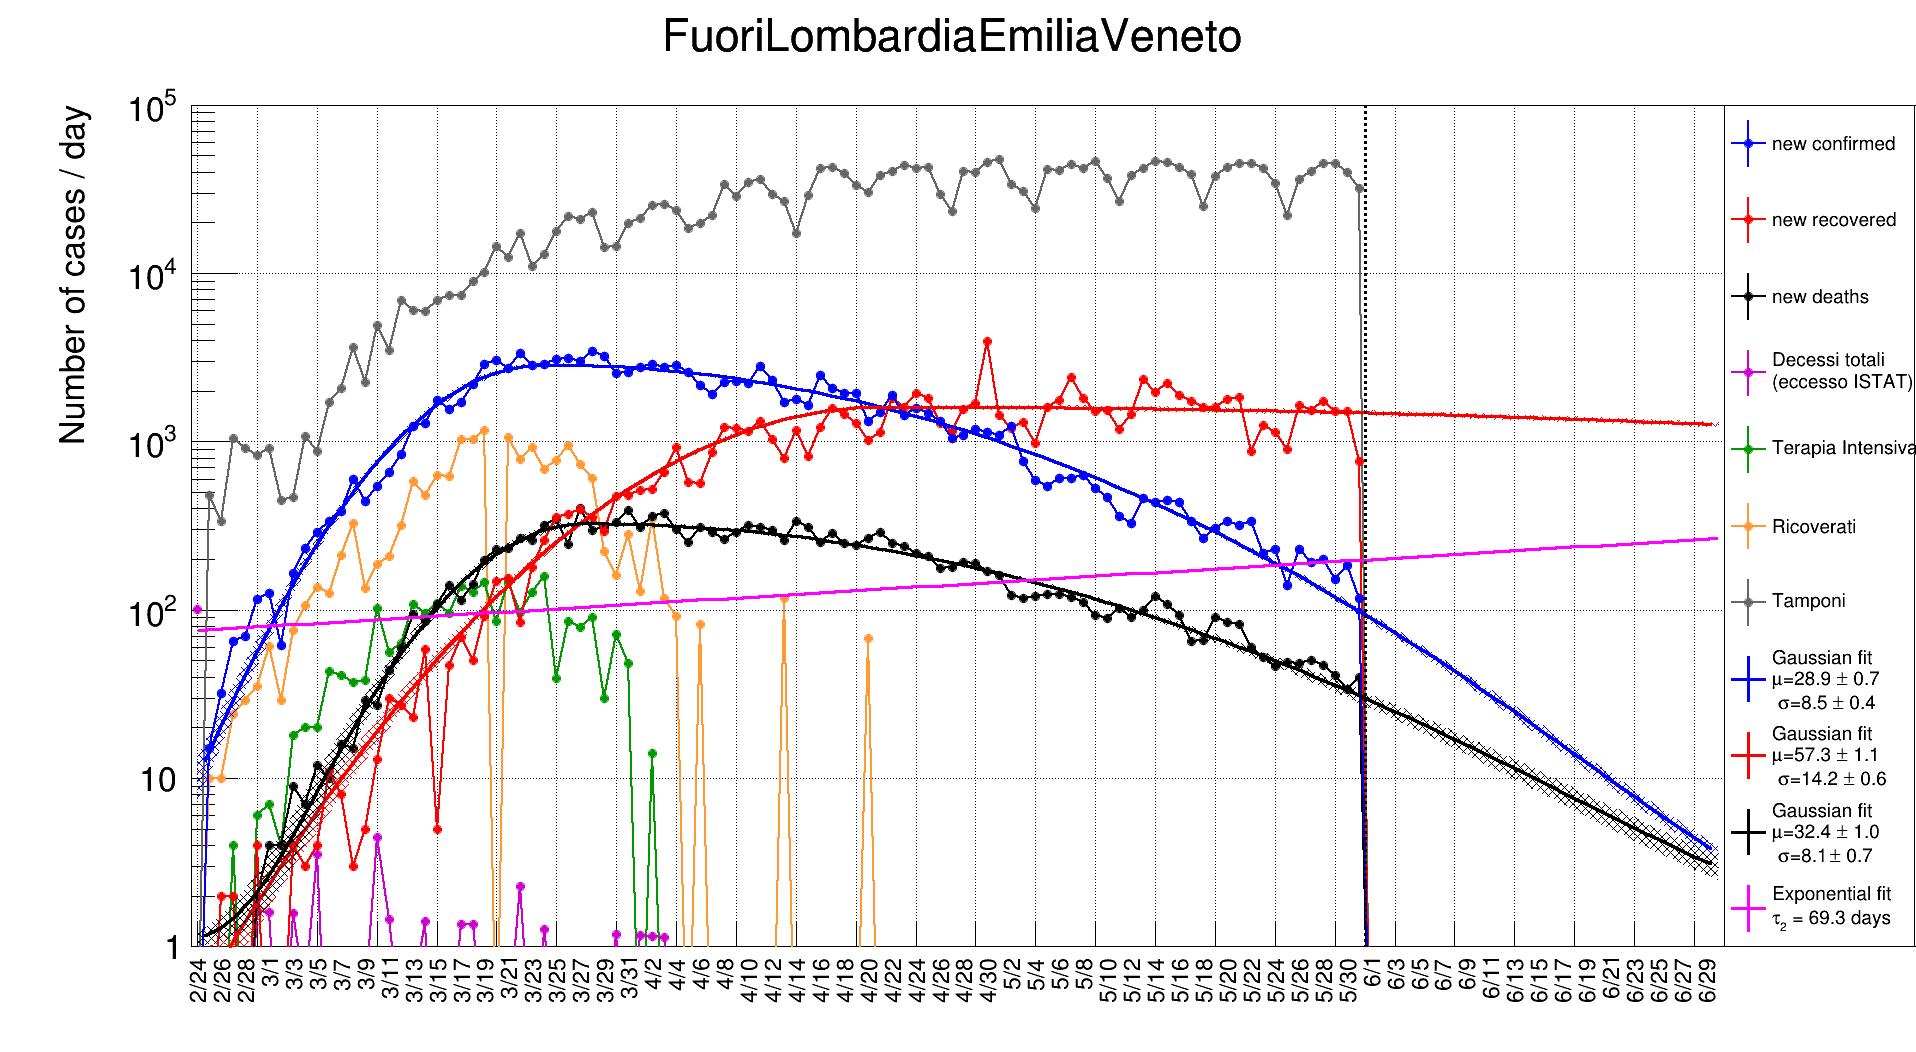 FuoriLombardiaEmiliaVeneto
Number of cases / day
10^5
10^4
10^3
10^2
10
1
2/24 2/26 2/28 3/1 3/3 3/5 3/7 3/9 3/11 3/13 3/15 3/17 3/19 3/21 3/23 3/25 3/27 3/29 3/31 4/2 4/4 4/6 4/8 4/10 4/12 4/14 4/16 4/18 4/20 4/22 4/24 4/26 4/28 4/30 5/2 5/4 5/6 5/8 5/10 5/12 5/14 5/16 5/18 5/20 5/22 5/24 5/26 5/28 5/30 6/1 6/3 6/5 6/7 6/9 6/11 6/13 6/15 6/17 6/19 6/21 6/23 6/25 6/27 6/29
new confirmed
new recovered
new deaths
Decessi totali
(eccesso ISTAT)
Terapia Intensiva
Ricoverati
Tamponi
Gaussian fit
μ=28.9 ± 0.7
σ=8.5 ± 0.4
Gaussian fit
μ=57.3 ± 1.1
σ=14.2 ± 0.6
Gaussian fit
μ=32.4 ± 1.0
σ=8.1 ± 0.7
Exponential fit
τ_2 = 69.3 days